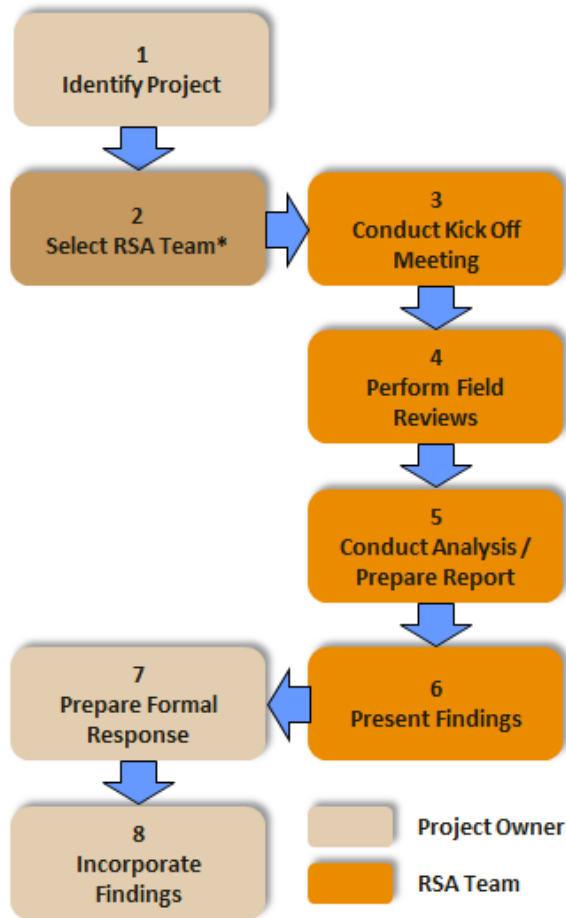 1
Identify Project
2
Select RSA Team*
3
Conduct Kick Off
Meeting
4
Perform Field
Reviews
5
Conduct Analysis /
Prepare Report
6
Present Findings
7
Prepare Formal
Response
8
Incorporate
Findings
Project Owner
RSA Team